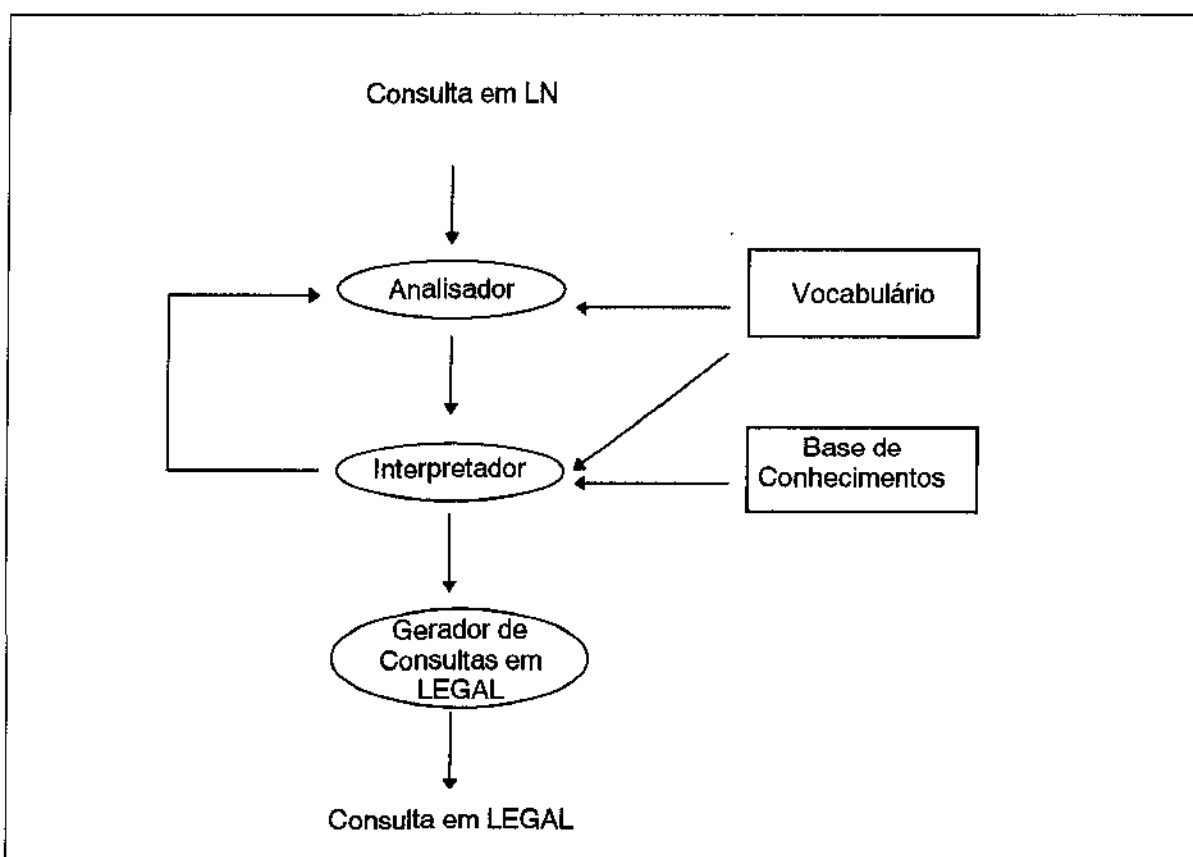 Consulta em LN
Analisador
Vocabulário
Interpretador
Base de
Conhecimentos
Gerador de
Consultas em
LEGAL
Consulta em LEGAL